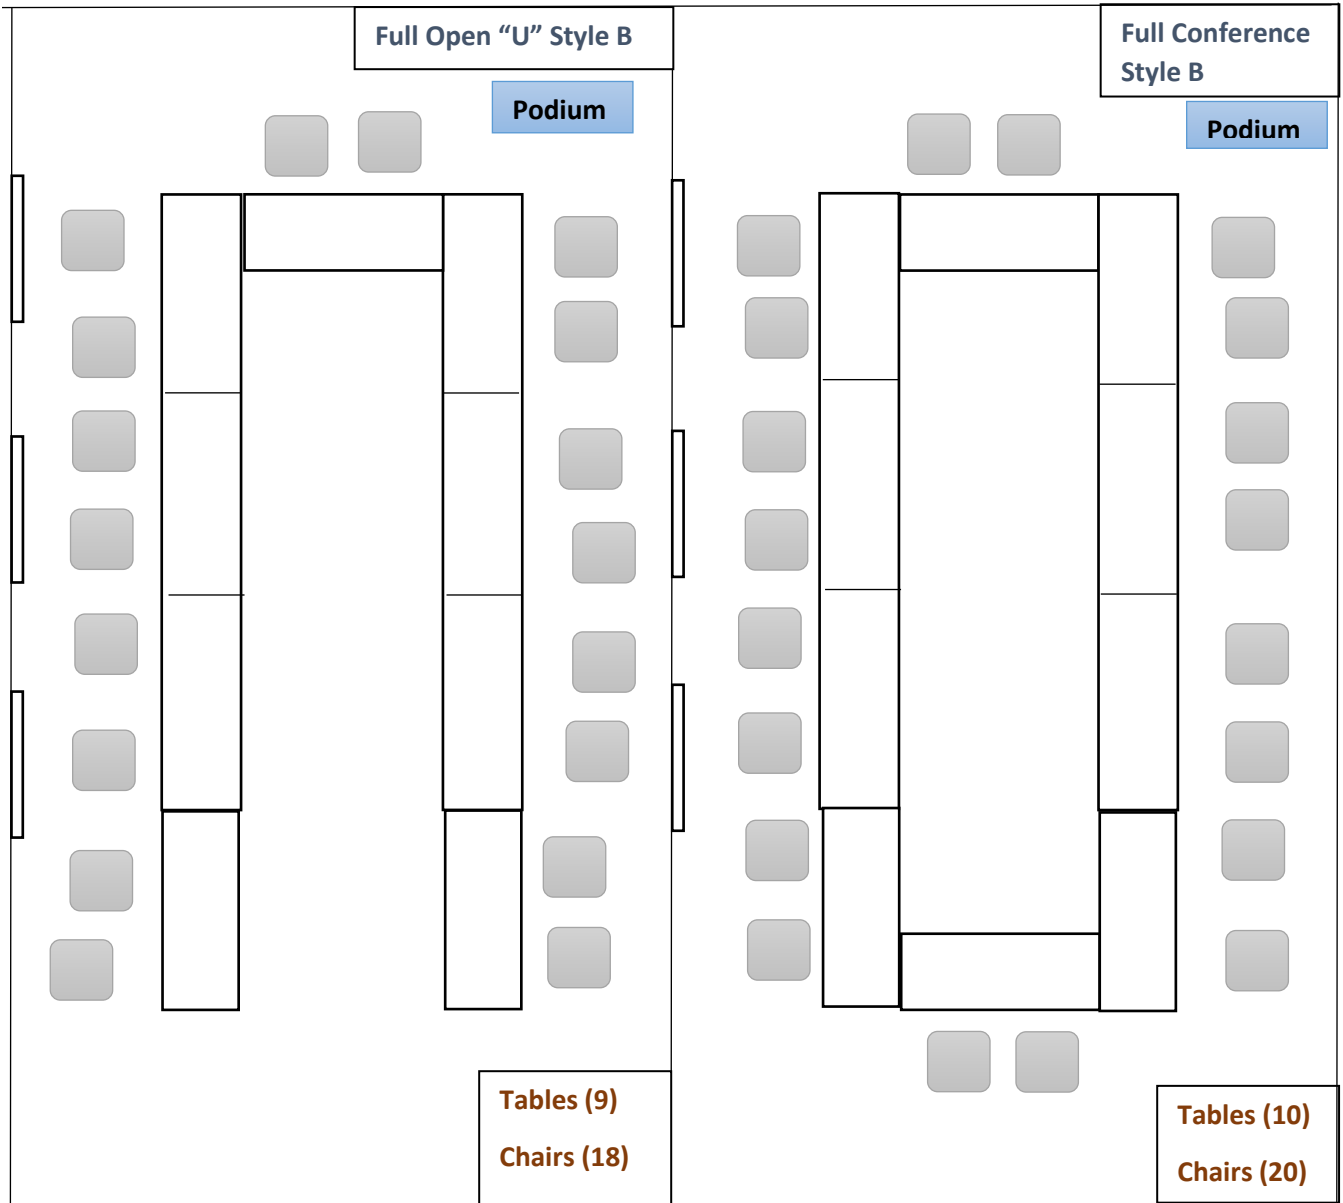 Full Open “U” Style B
Podium
Tables (9)
Chairs (18)
Full Conference
Style B
Podium
Tables (10)
Chairs (20)